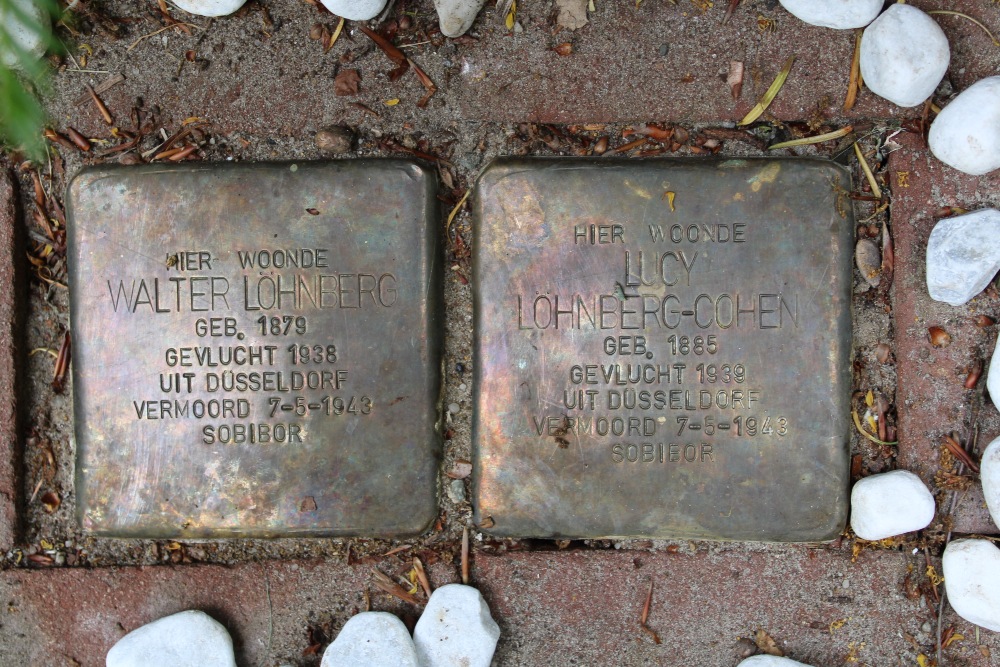 HIER WOONDE
WALTER LÖHNBERG
GEB. 1879
GEVLUCHT 1938
UIT DÜSSELDORF
VERMOORD 7-5-1943
SOBIBOR
HIER WOONDE
LUCY
LÖHNBERG-COHEN
GEB. 1885
GEVLUCHT 1939
UIT DÜSSELDORF
VERMOORD 7-5-1943
SOBIBOR